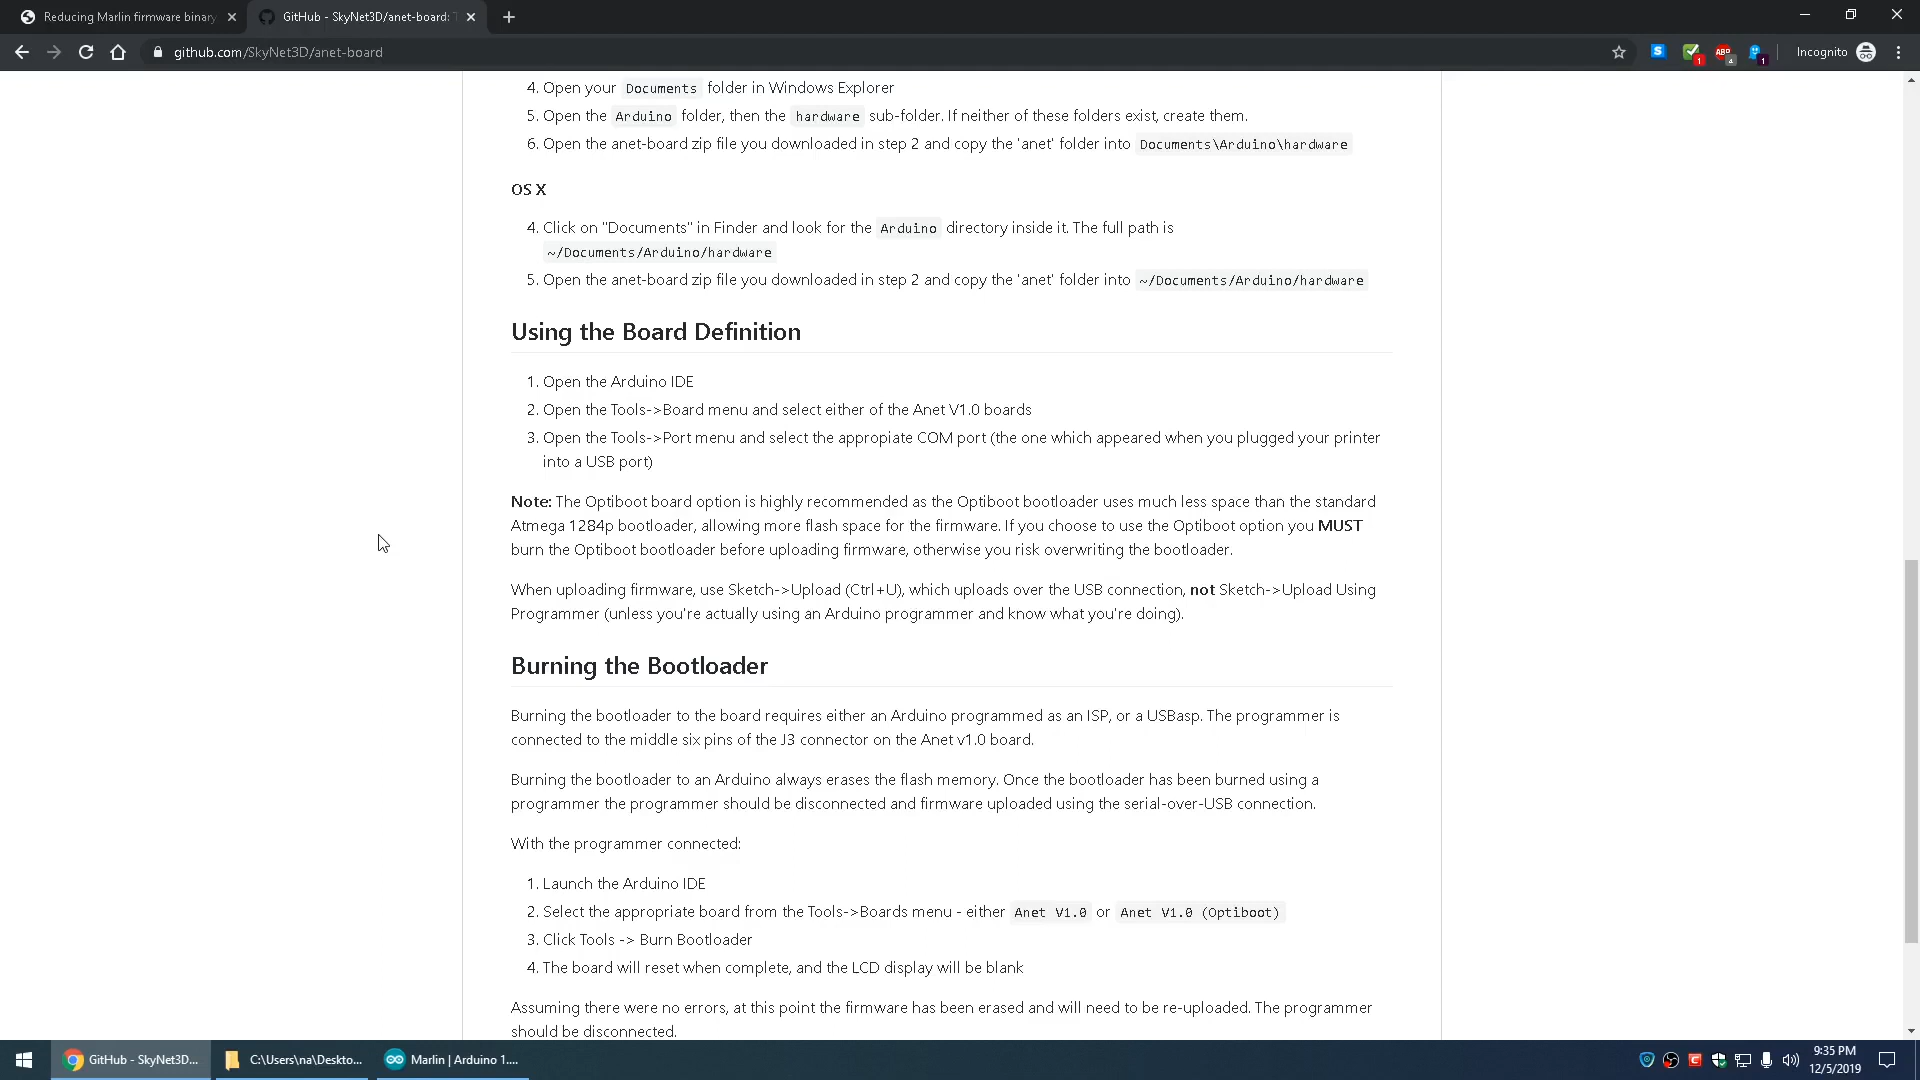 Reducing Marlin firmware binary
GitHub - SkyNet3D/anet-board: T
github.com/SkyNet3D/anet-board
S
1
ABP
4
1
Incognito
4. Open your Documents folder in Windows Explorer
5. Open the Arduino folder, then the hardware sub-folder. If neither of these folders exist, create them.
6. Open the anet-board zip file you downloaded in step 2 and copy the 'anet' folder into Documents\Arduino\hardware
OS X
4. Click on "Documents" in Finder and look for the Arduino directory inside it. The full path is
~/Documents/Arduino/hardware
5. Open the anet-board zip file you downloaded in step 2 and copy the 'anet' folder into ~/Documents/Arduino/hardware
Using the Board Definition
1. Open the Arduino IDE
2. Open the Tools->Board menu and select either of the Anet V1.0 boards
3. Open the Tools->Port menu and select the appropiate COM port (the one which appeared when you plugged your printer
into a USB port)
Note: The Optiboot board option is highly recommended as the Optiboot bootloader uses much less space than the standard
Atmega 1284p bootloader, allowing more flash space for the firmware. If you choose to use the Optiboot option you MUST
burn the Optiboot bootloader before uploading firmware, otherwise you risk overwriting the bootloader.
When uploading firmware, use Sketch->Upload (Ctrl+U), which uploads over the USB connection, not Sketch->Upload Using
Programmer (unless you're actually using an Arduino programmer and know what you're doing).
Burning the Bootloader
Burning the bootloader to the board requires either an Arduino programmed as an ISP, or a USBasp. The programmer is
connected to the middle six pins of the J3 connector on the Anet v1.0 board.
Burning the bootloader to an Arduino always erases the flash memory. Once the bootloader has been burned using a
programmer the programmer should be disconnected and firmware uploaded using the serial-over-USB connection.
With the programmer connected:
1. Launch the Arduino IDE
2. Select the appropriate board from the Tools->Boards menu - either Anet V1.0 or Anet V1.0 (Optiboot)
3. Click Tools -> Burn Bootloader
4. The board will reset when complete, and the LCD display will be blank
Assuming there were no errors, at this point the firmware has been erased and will need to be re-uploaded. The programmer
should be disconnected.
GitHub - SkyNet3D...
C:\Users\na\Deskto...
Marlin | Arduino 1....
9:35 PM
12/5/2019